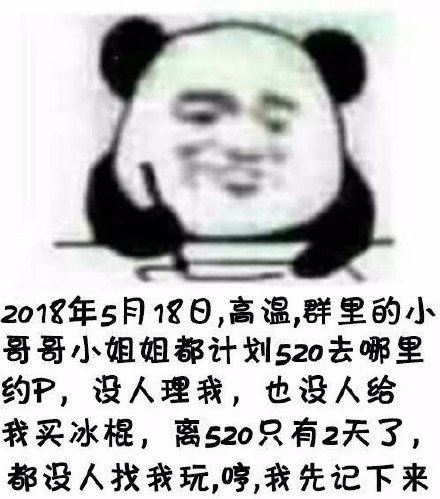 2018年5月18日,高温,群里的小
哥哥小姐姐都计划520去哪里
约P，没人理我，也没人给
我买冰棍，离520只有2天了，
都没人找我玩,哼,我先记下来